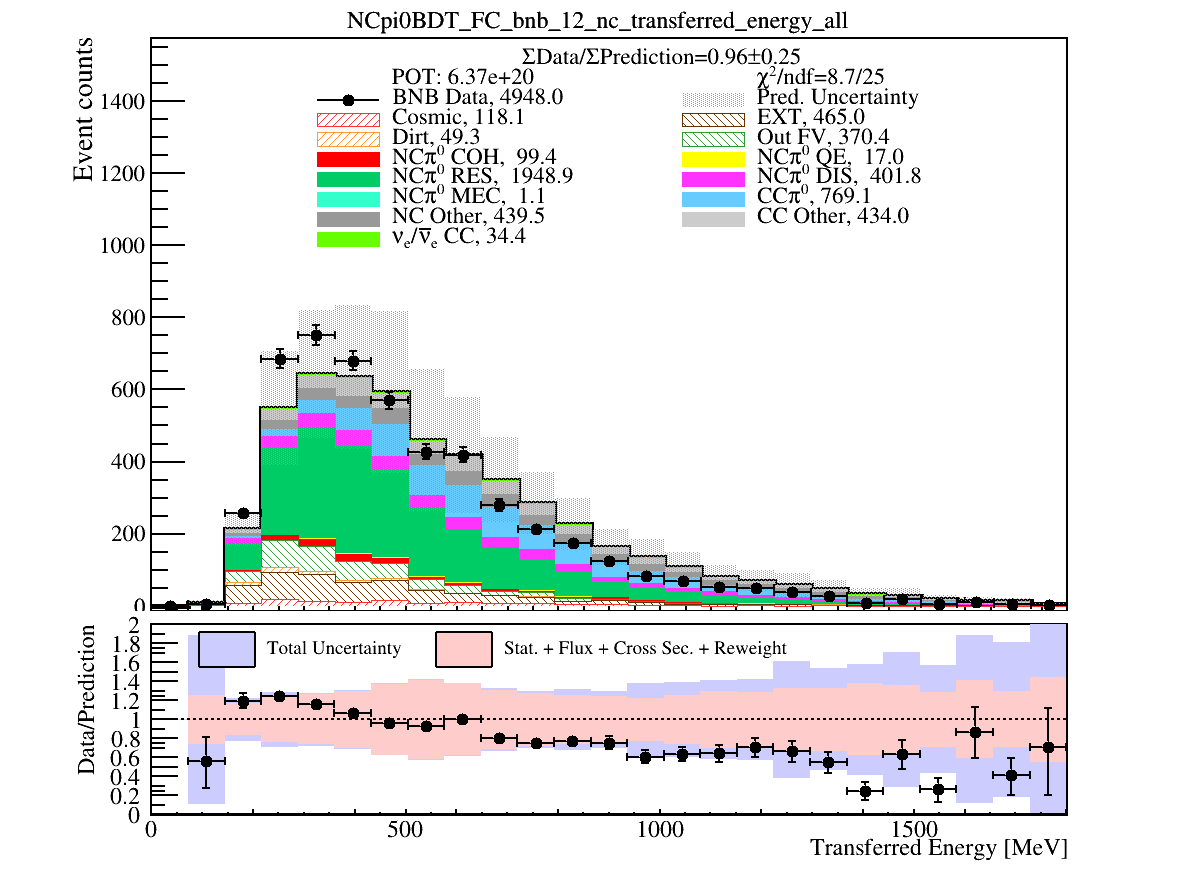 NCpi0BDT_FC_bnb_12_nc_transferred_energy_all
ΣData/ΣPrediction=0.96±0.25
POT: 6.37e+20
χ²/ndf=8.7/25
BNB Data, 4948.0
Pred. Uncertainty
Cosmic, 118.1
EXT, 465.0
Dirt, 49.3
Out FV, 370.4
NCπ⁰ COH, 99.4
NCπ⁰ QE, 17.0
NCπ⁰ RES, 1948.9
NCπ⁰ DIS, 401.8
NCπ⁰ MEC, 1.1
CCπ⁰, 769.1
NC Other, 439.5
CC Other, 434.0
νₑ/ν̅ₑ CC, 34.4
Event counts
1400
1200
1000
800
600
400
200
0
Total Uncertainty
Stat. + Flux + Cross Sec. + Reweight
Data/Prediction
2
1.8
1.6
1.4
1.2
1
0.8
0.6
0.4
0.2
0
0
500
1000
1500
Transferred Energy [MeV]